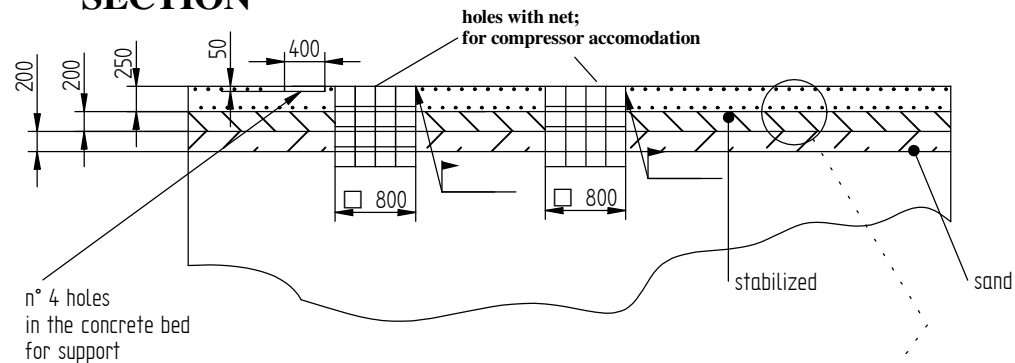 SECTION
holes with net;
for compressor accomodation
200
200
250
50
400
□ 800
□ 800
stabilized
sand
n° 4 holes
in the concrete bed
for support